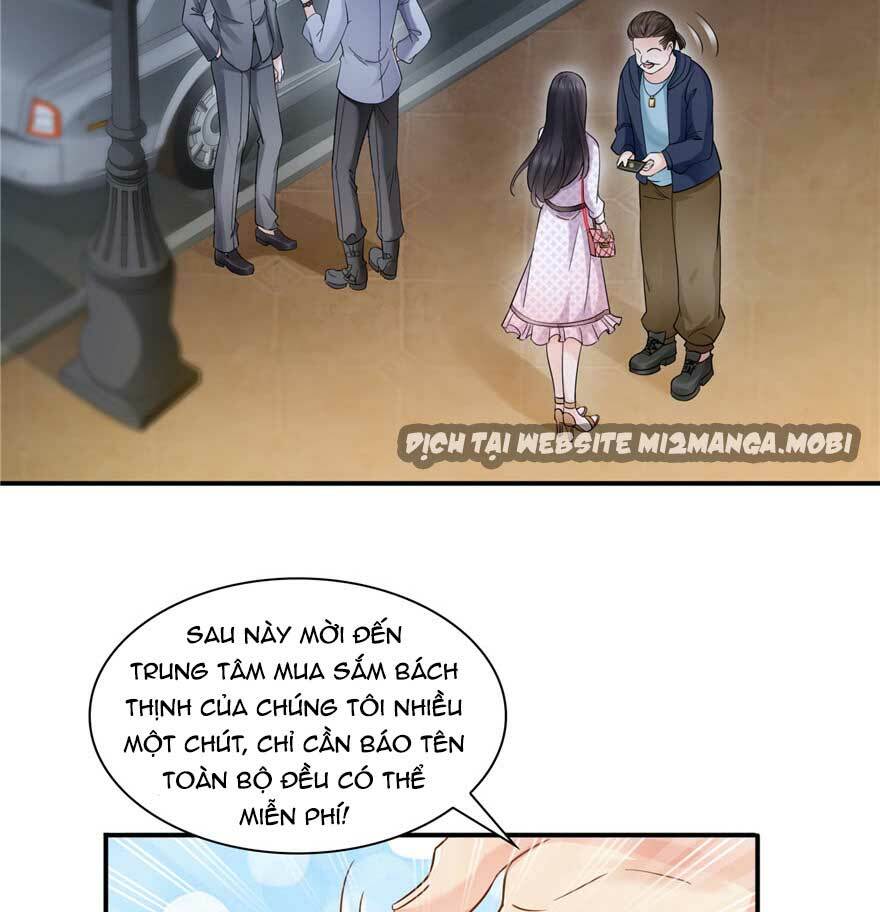 DỊCH TẠI WEBSITE MI2MANGA.MOBI
SAU NÀY MỜI ĐẾN
TRUNG TÂM MUA SẮM BÁCH
THỊNH CỦA CHÚNG TÔI NHIỀU
MỘT CHÚT, CHỈ CẦN BÁO TÊN
TOÀN BỘ ĐỀU CÓ THỂ
MIỄN PHÍ!